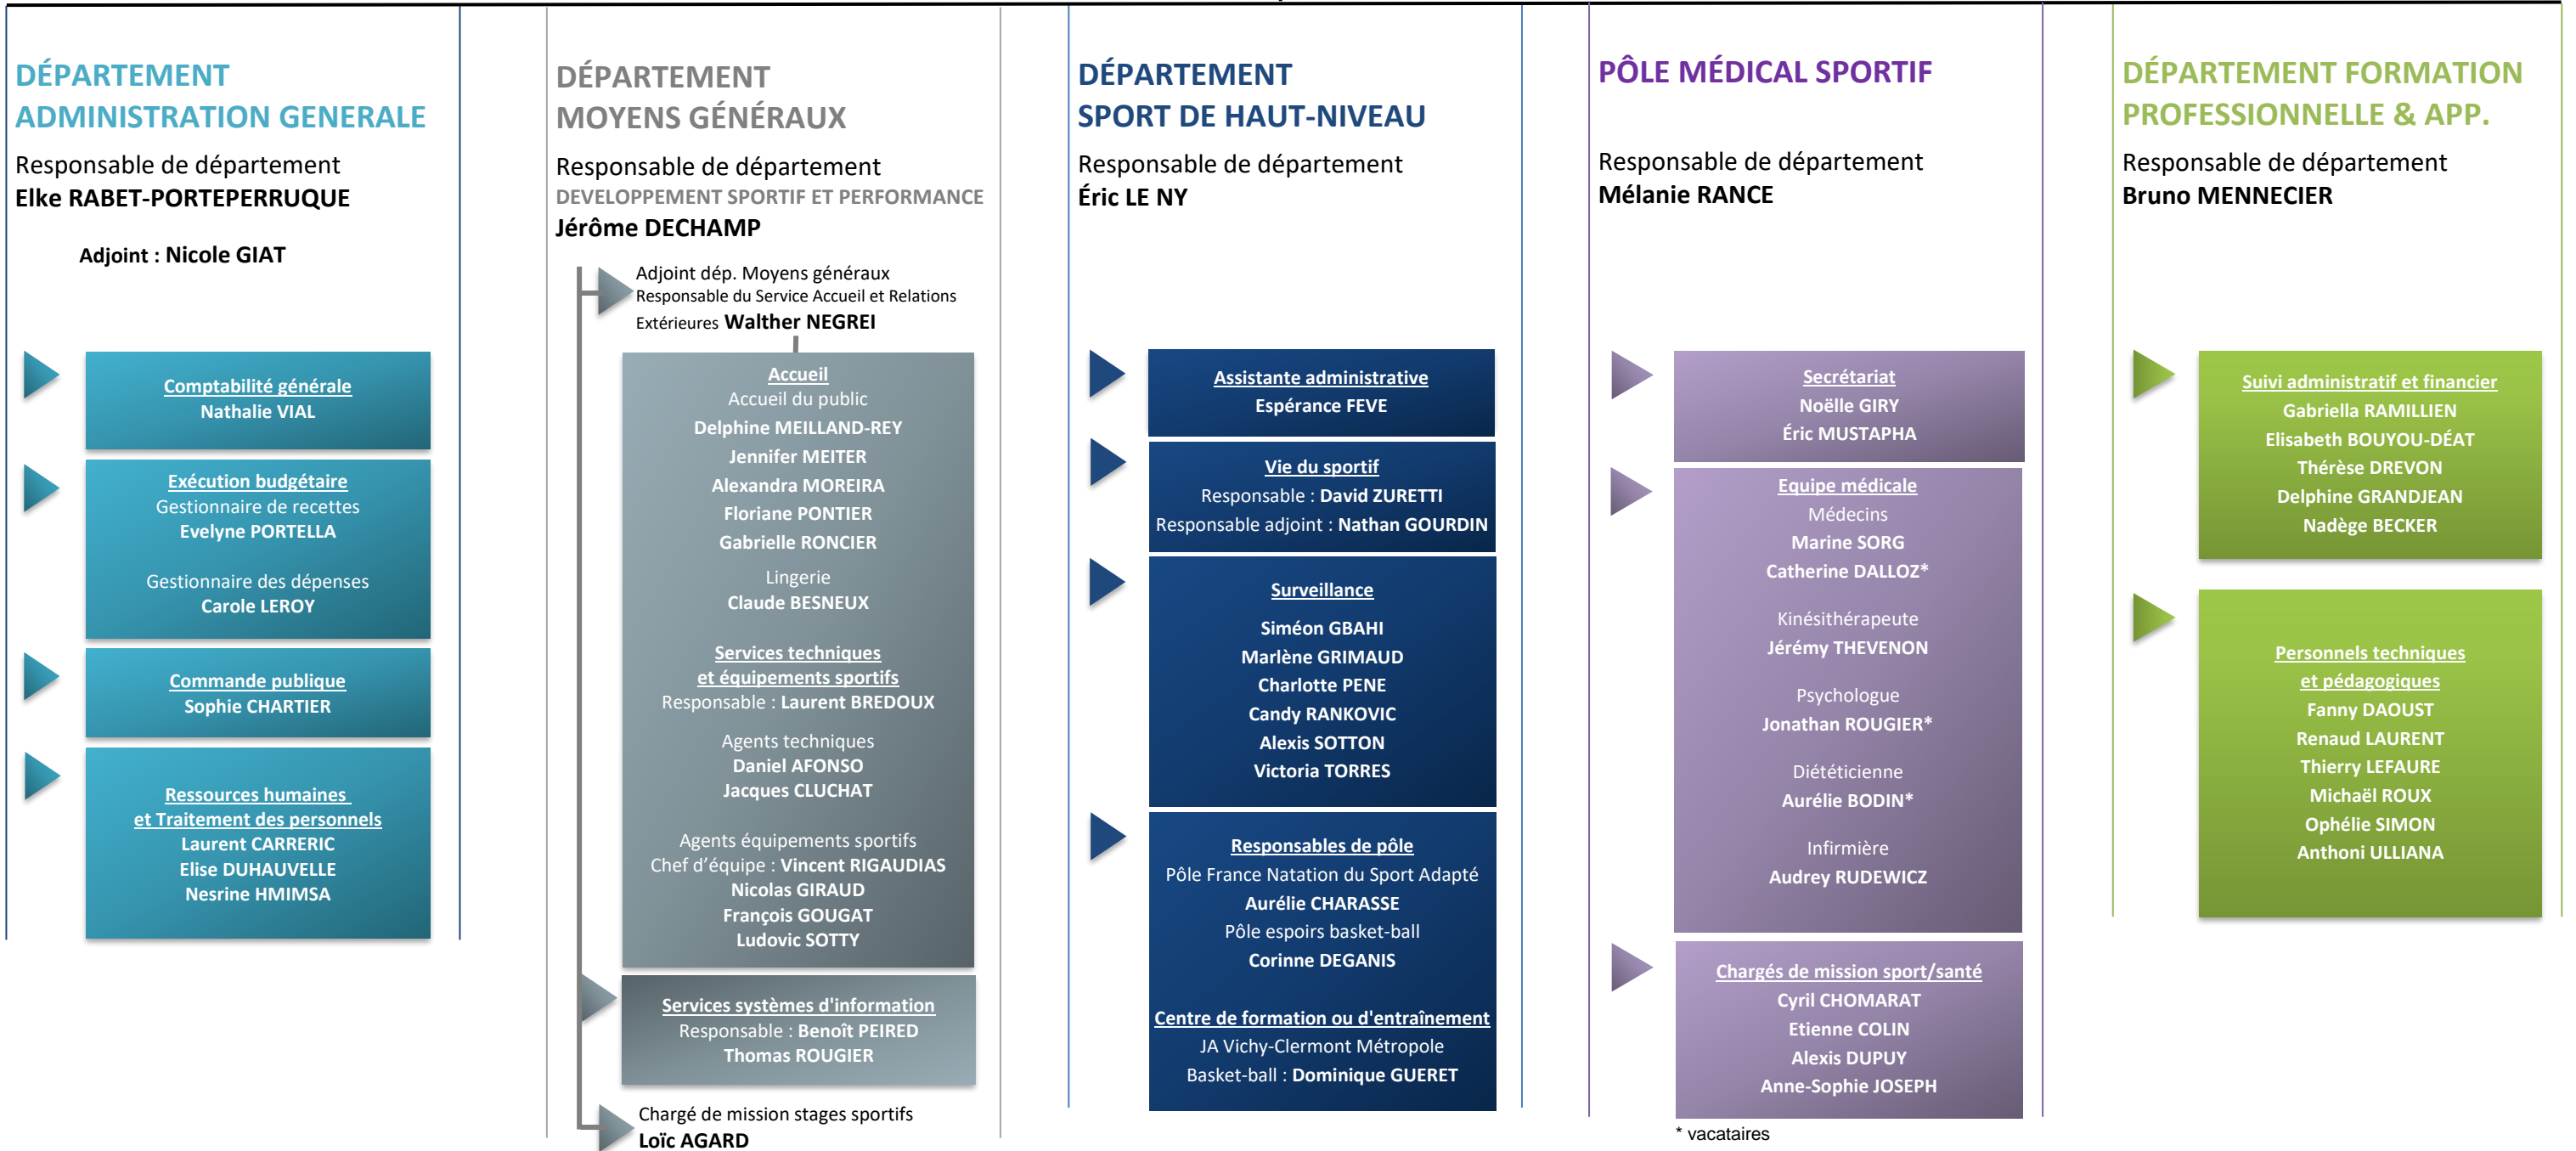 DÉPARTEMENT
ADMINISTRATION GENERALE
Responsable de département
Elke RABET-PORTEPERRUQUE
Adjoint : Nicole GIAT
Comptabilité générale
Nathalie VIAL
Exécution budgétaire
Gestionnaire de recettes
Evelyne PORTELLA
Gestionnaire des dépenses
Carole LEROY
Commande publique
Sophie CHARTIER
Ressources humaines
et Traitement des personnels
Laurent CARRERIC
Elise DUHAUVELLE
Nesrine HMIMSA
DÉPARTEMENT
MOYENS GÉNÉRAUX
Responsable de département
DEVELOPPEMENT SPORTIF ET PERFORMANCE
Jérôme DECHAMP
Adjoint dép. Moyens généraux
Responsable du Service Accueil et Relations
Extérieures Walther NEGREI
Accueil
Accueil du public
Delphine MEILLAND-REY
Jennifer MEITER
Alexandra MOREIRA
Floriane PONTIER
Gabrielle RONCIER
Lingerie
Claude BESNEUX
Services techniques
et équipements sportifs
Responsable : Laurent BREDOUX
Agents techniques
Daniel AFONSO
Jacques CLUCHAT
Agents équipements sportifs
Chef d’équipe : Vincent RIGAUDIAS
Nicolas GIRAUD
François GOUGAT
Ludovic SOTTY
Services systèmes d'information
Responsable : Benoît PEIRED
Thomas ROUGIER
Chargé de mission stages sportifs
Loïc AGARD
DÉPARTEMENT
SPORT DE HAUT-NIVEAU
Responsable de département
Éric LE NY
Assistante administrative
Espérance FEVE
Vie du sportif
Responsable : David ZURETTI
Responsable adjoint : Nathan GOURDIN
Surveillance
Siméon GBAHI
Marlène GRIMAUD
Charlotte PENE
Candy RANKOVIC
Alexis SOTTON
Victoria TORRES
Responsables de pôle
Pôle France Natation du Sport Adapté
Aurélie CHARASSE
Pôle espoirs basket-ball
Corinne DEGANIS
Centre de formation ou d'entraînement
JA Vichy-Clermont Métropole
Basket-ball : Dominique GUERET
PÔLE MÉDICAL SPORTIF
Responsable de département
Mélanie RANCE
Secrétariat
Noëlle GIRY
Éric MUSTAPHA
Equipe médicale
Médecins
Marine SORG
Catherine DALLOZ*
Kinésithérapeute
Jérémy THEVENON
Psychologue
Jonathan ROUGIER*
Diététicienne
Aurélie BODIN*
Infirmière
Audrey RUDEWICZ
Chargés de mission sport/santé
Cyril CHOMARAT
Etienne COLIN
Alexis DUPUY
Anne-Sophie JOSEPH
* vacataires
DÉPARTEMENT FORMATION
PROFESSIONNELLE & APP.
Responsable de département
Bruno MENNECIER
Suivi administratif et financier
Gabriella RAMILLIEN
Elisabeth BOUYOU-DÉAT
Thérèse DREVON
Delphine GRANDJEAN
Nadège BECKER
Personnels techniques
et pédagogiques
Fanny DAOUST
Renaud LAURENT
Thierry LEFAURE
Michaël ROUX
Ophélie SIMON
Anthoni ULLIANA